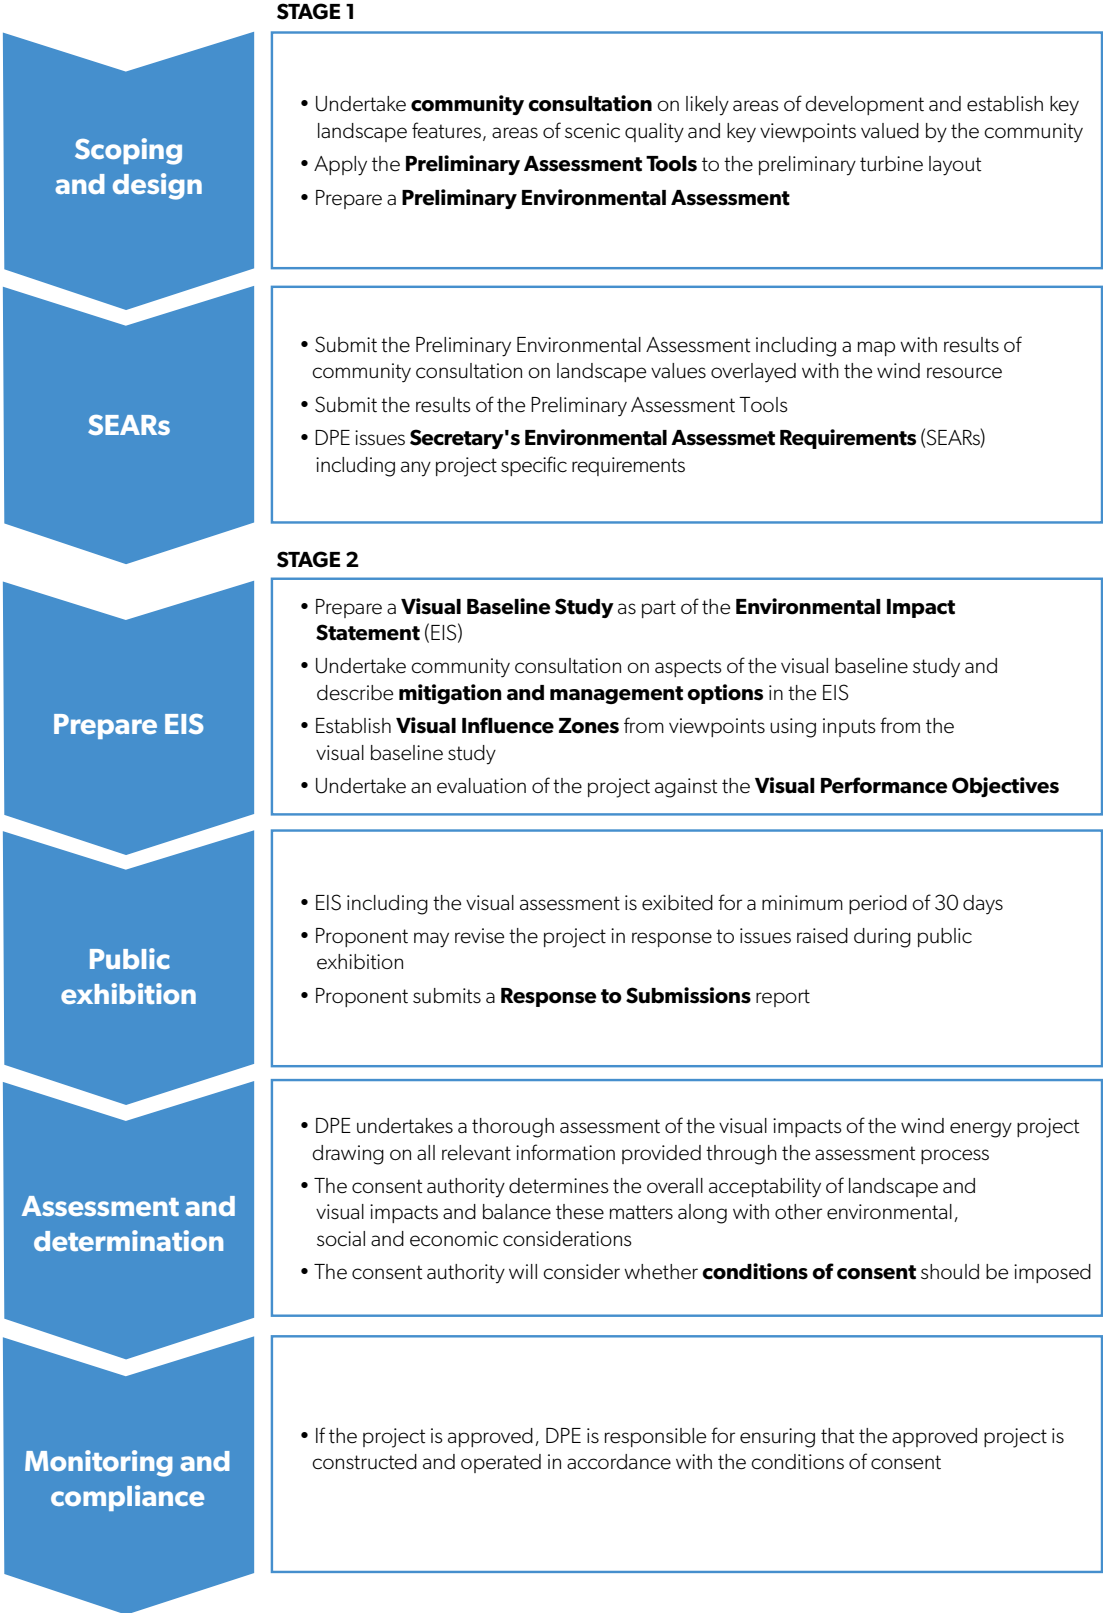 STAGE 1
Scoping
and design
• Undertake community consultation on likely areas of development and establish key
landscape features, areas of scenic quality and key viewpoints valued by the community
• Apply the Preliminary Assessment Tools to the preliminary turbine layout
• Prepare a Preliminary Environmental Assessment
SEARs
• Submit the Preliminary Environmental Assessment including a map with results of
community consultation on landscape values overlayed with the wind resource
• Submit the results of the Preliminary Assessment Tools
• DPE issues Secretary's Environmental Assessmet Requirements (SEARs)
including any project specific requirements
STAGE 2
Prepare EIS
• Prepare a Visual Baseline Study as part of the Environmental Impact
Statement (EIS)
• Undertake community consultation on aspects of the visual baseline study and
describe mitigation and management options in the EIS
• Establish Visual Influence Zones from viewpoints using inputs from the
visual baseline study
• Undertake an evaluation of the project against the Visual Performance Objectives
Public
exhibition
• EIS including the visual assessment is exibited for a minimum period of 30 days
• Proponent may revise the project in response to issues raised during public
exhibition
• Proponent submits a Response to Submissions report
Assessment and
determination
• DPE undertakes a thorough assessment of the visual impacts of the wind energy project
drawing on all relevant information provided through the assessment process
• The consent authority determines the overall acceptability of landscape and
visual impacts and balance these matters along with other environmental,
social and economic considerations
• The consent authority will consider whether conditions of consent should be imposed
Monitoring and
compliance
• If the project is approved, DPE is responsible for ensuring that the approved project is
constructed and operated in accordance with the conditions of consent